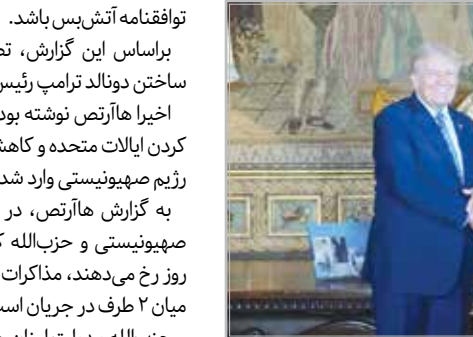 توافقنامه آتش‌بس باشد.
براساس این گزارش،
ساختن دونالد ترامپ رئیس
اخیرا هاآرتص نوشته بود
کردن ایالات متحده و
رژیم صهیونیستی وارد شد
به گزارش هاآرتص، در
صهیونیستی و حزب‌الله
روز رخ می‌دهند، مذاکرات
میان ۲ طرف در جریان است